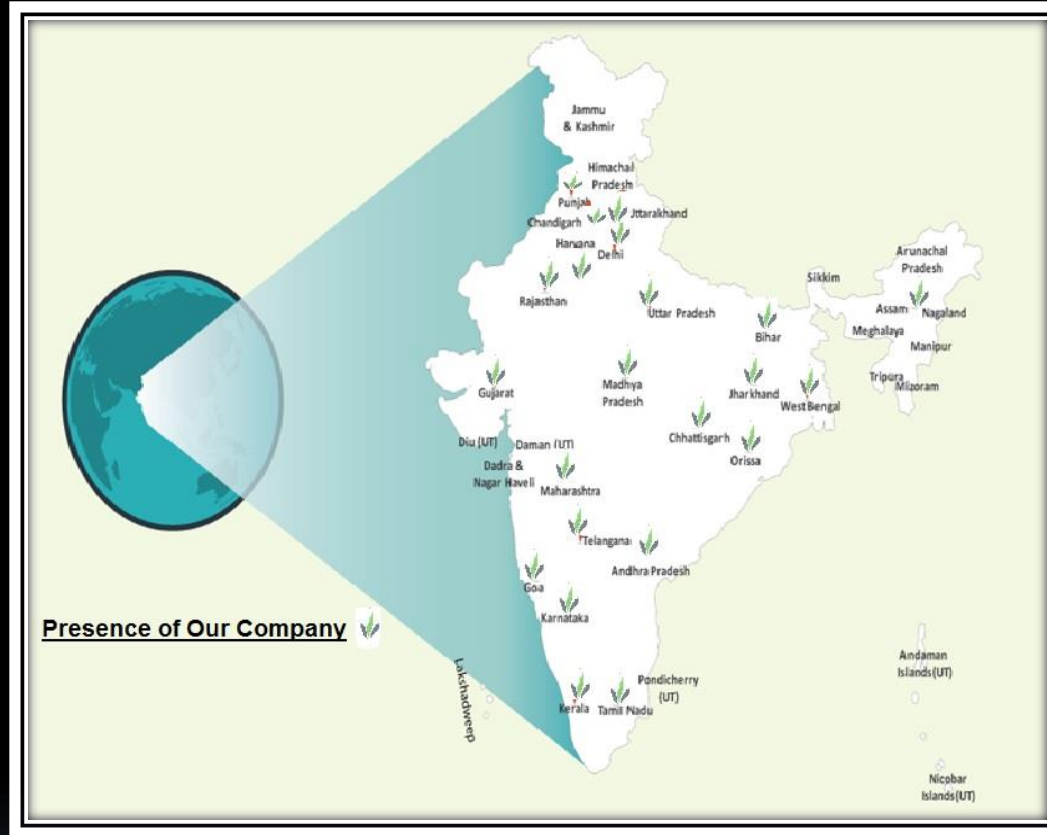 Jammu
& Kashmir
Himachal
Pradesh
Punjab
Chandigarh
Uttarakhand
Haryana
Delhi
Rajasthan
Uttar Pradesh
Bihar
Sikkim
Arunachal
Pradesh
Assam
Nagaland
Meghalaya
Manipur
Tripura
Mizoram
Gujarat
Madhya
Pradesh
Jharkhand
West Bengal
Chhattisgarh
Orissa
Diu (UT)
Daman (UT)
Dadra &
Nagar Haveli
Maharashtra
Telangana
Andhra Pradesh
Goa
Karnataka
Presence of Our Company
Lakshadweep
Kerala
Tamil Nadu
Pondicherry
(UT)
Andaman
Islands(UT)
Nicobar
Islands(UT)